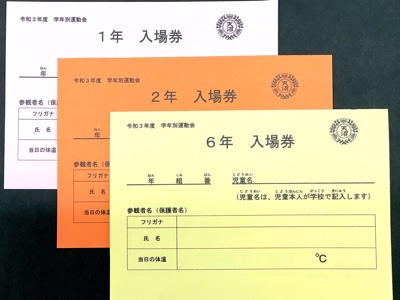 令和3年度 学年別運動会
1年 入場券
年
参観者名(保
フリガナ
氏 名
当日の体温
令和3年度 学年別運動会
2年 入場券
ねん
年
参観者名(保
フリガナ
氏 名
当日の体温
令和3年度 学年別運動会
6年 入場券
ねん くみ ばん じどうめい
年 組 番 児童名
じどうめい じどうほんにん がっこう きにゅう
(児童名は、児童本人が学校で記入します)
参観者名(保護者名)
フリガナ
氏 名
当日の体温 ℃